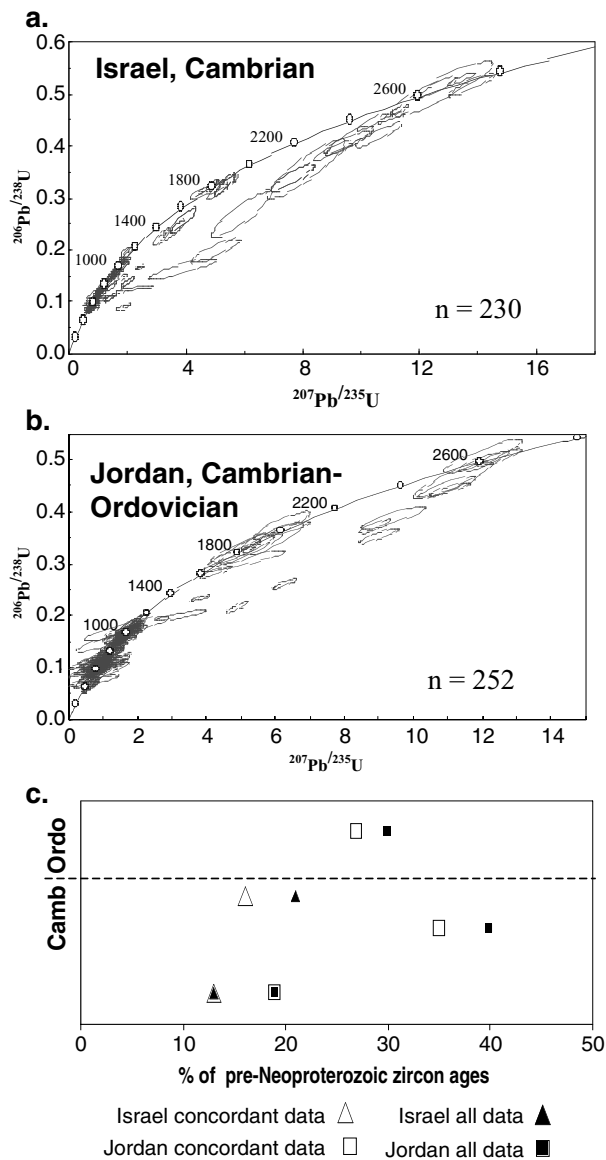 a.
0.6
Israel, Cambrian
2600
0.5
2200
0.4
1800
0.3
1400
0.2
1000
0.1
n = 230
0.0
0 4 8 12 16
206Pb/238U
207Pb/235U
b.
0.5
Jordan, Cambrian-
Ordovician
2600
0.4
2200
0.3
1800
1400
0.2
1000
0.1
n = 252
0.0
0 2 4 6 8 10 12 14
206Pb/238U
207Pb/235U
c.
Ordo
Camb
0 10 20 30 40 50
% of pre-Neoproterozoic zircon ages
Israel concordant data Israel all data
Jordan concordant data Jordan all data